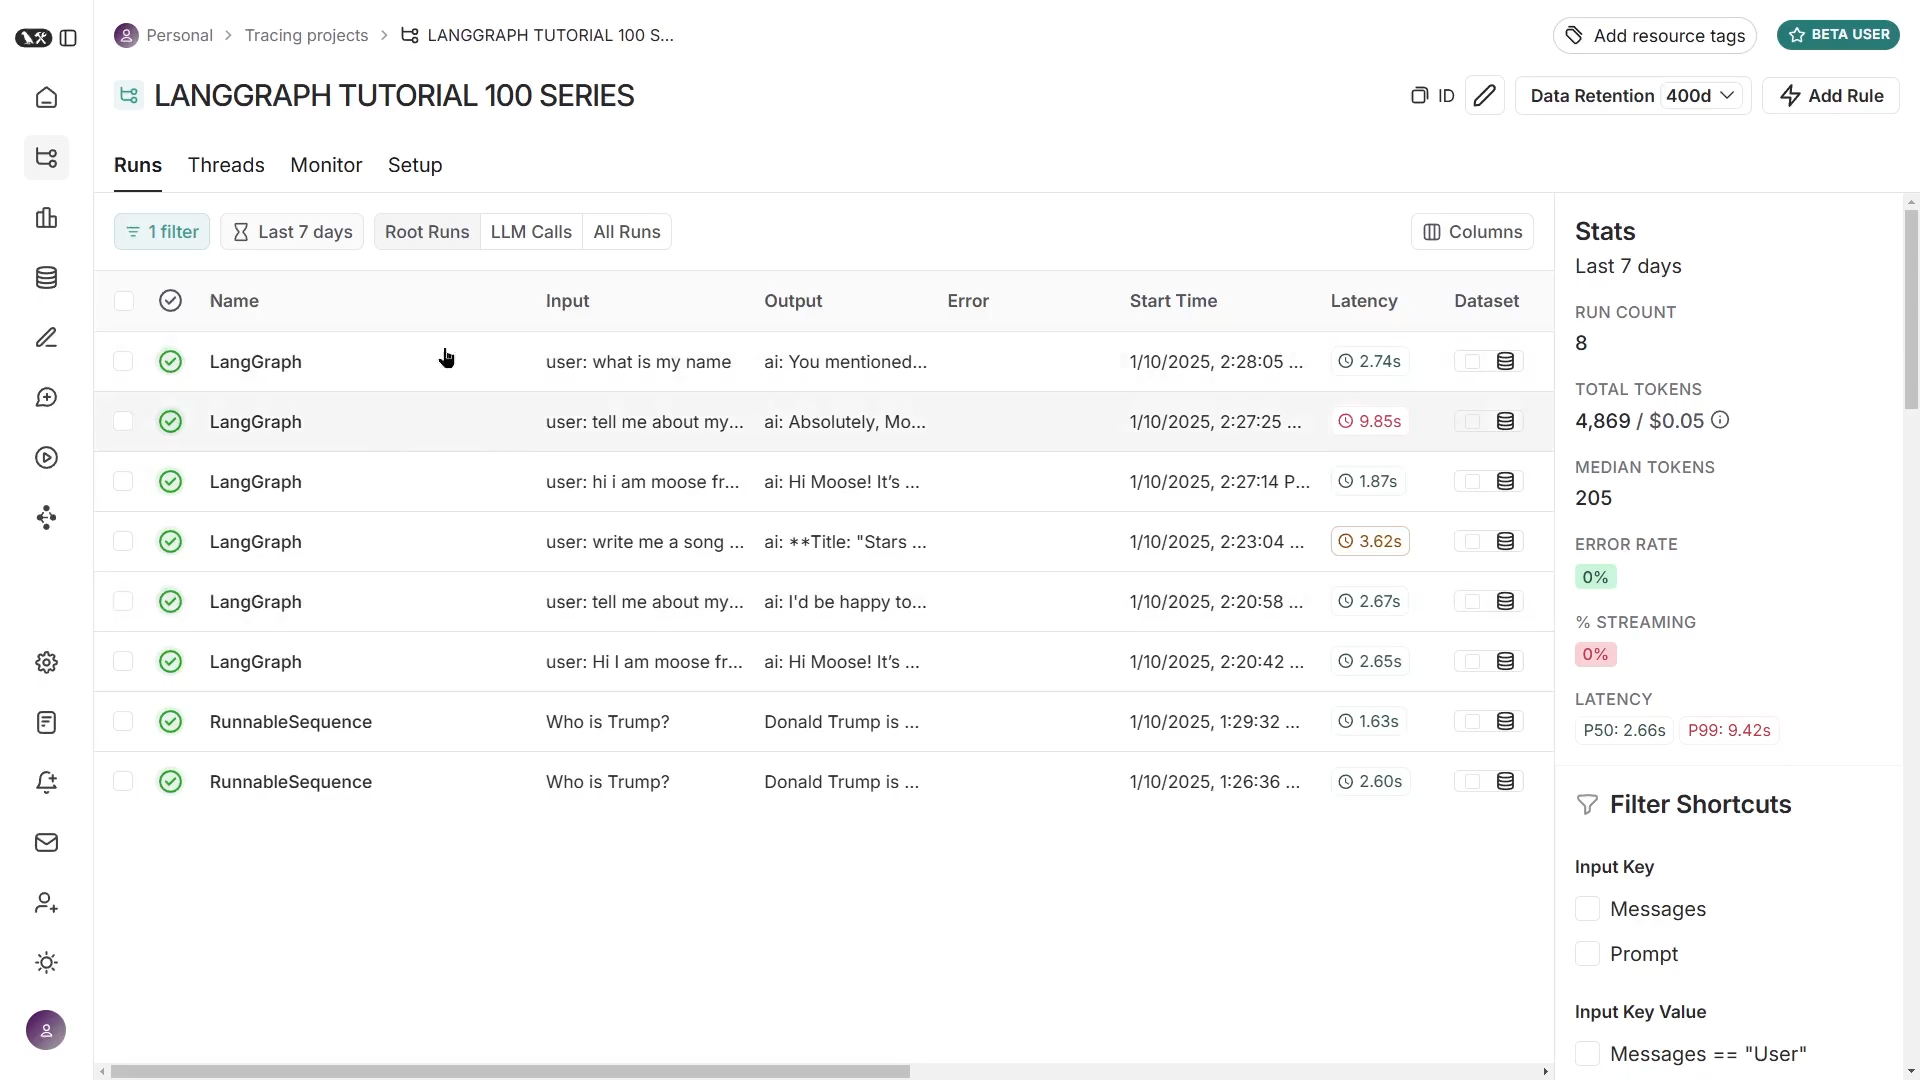 Personal > Tracing projects > LANGGRAPH TUTORIAL 100 S...
Add resource tags
BETA USER
LANGGRAPH TUTORIAL 100 SERIES
ID
Data Retention 400d
Add Rule
Runs Threads Monitor Setup
1 filter Last 7 days Root Runs LLM Calls All Runs Columns
Name Input Output Error Start Time Latency Dataset
LangGraph user: what is my name ai: You mentioned... 1/10/2025, 2:28:05 ... 2.74s
LangGraph user: tell me about my... ai: Absolutely, Mo... 1/10/2025, 2:27:25 ... 9.85s
LangGraph user: hi i am moose fr... ai: Hi Moose! It’s ... 1/10/2025, 2:27:14 P... 1.87s
LangGraph user: write me a song ... ai: **Title: "Stars ... 1/10/2025, 2:23:04 ... 3.62s
LangGraph user: tell me about my... ai: I'd be happy to... 1/10/2025, 2:20:58 ... 2.67s
LangGraph user: Hi I am moose fr... ai: Hi Moose! It’s ... 1/10/2025, 2:20:42 ... 2.65s
RunnableSequence Who is Trump? Donald Trump is ... 1/10/2025, 1:29:32 ... 1.63s
RunnableSequence Who is Trump? Donald Trump is ... 1/10/2025, 1:26:36 ... 2.60s
Stats
Last 7 days
RUN COUNT
8
TOTAL TOKENS
4,869 / $0.05
MEDIAN TOKENS
205
ERROR RATE
0%
% STREAMING
0%
LATENCY
P50: 2.66s P99: 9.42s
Filter Shortcuts
Input Key
Messages
Prompt
Input Key Value
Messages == "User"